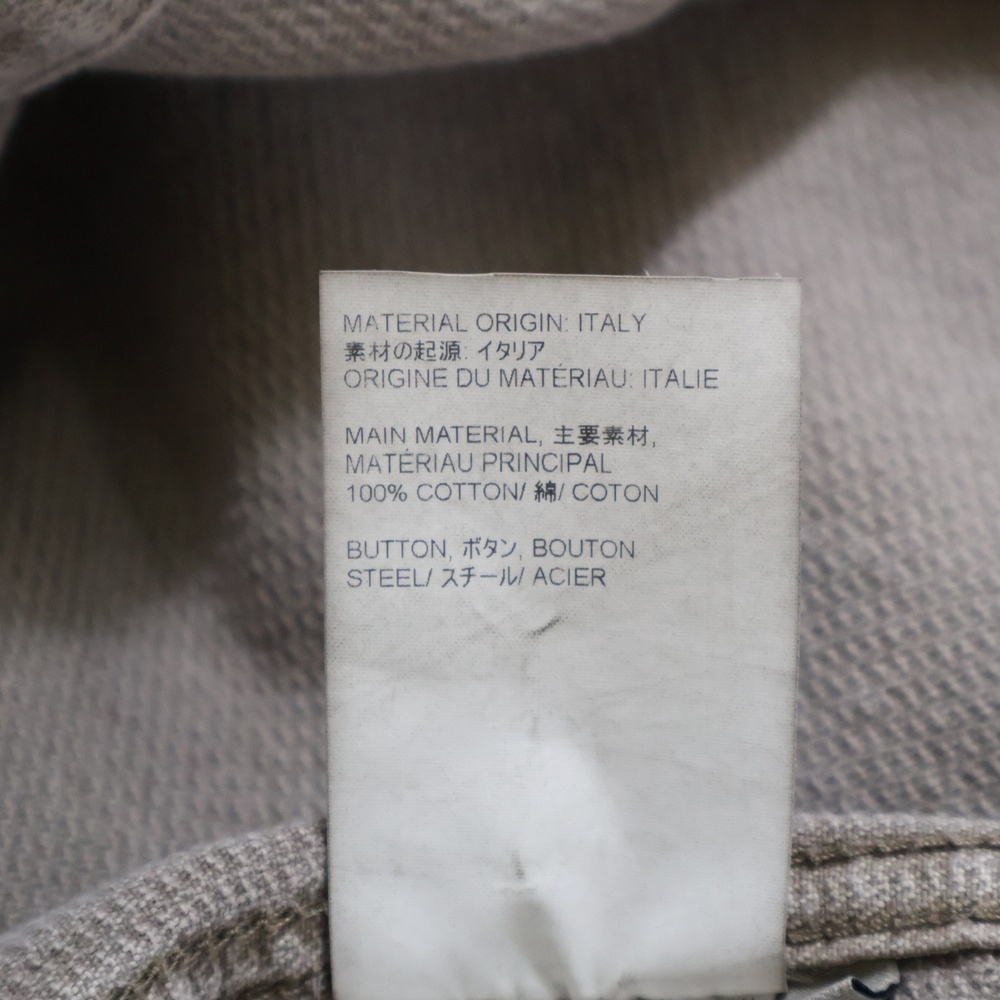 MATERIAL ORIGIN: ITALY
素材の起源: イタリア
ORIGINE DU MATÉRIAU: ITALIE
MAIN MATERIAL, 主要素材,
MATÉRIAU PRINCIPAL
100% COTTON/ 綿/ COTON
BUTTON, ボタン, BOUTON
STEEL/ スチール/ ACIER